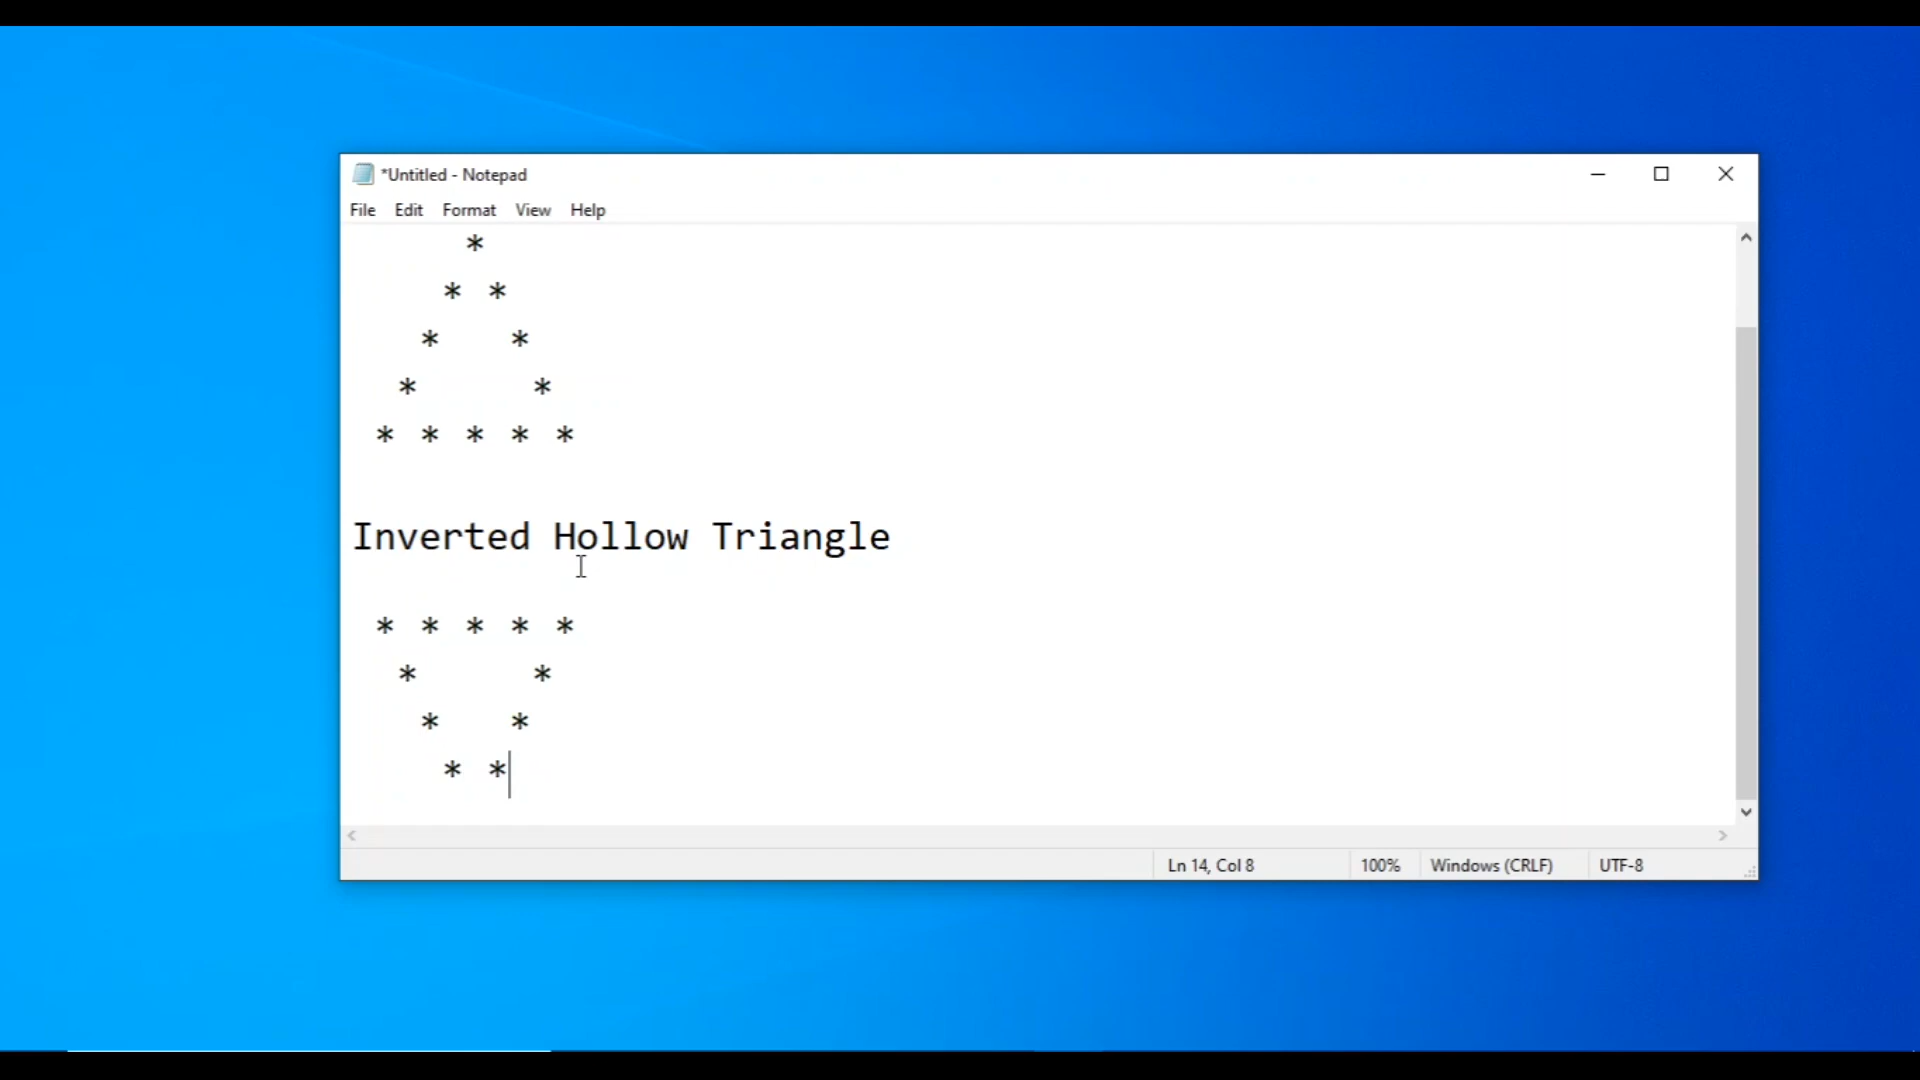 *Untitled - Notepad
File Edit Format View Help
      *
     * *
    *   *
   *     *
  * * * * *
Inverted Hollow Triangle
 * * * * *
  *     *
   *   *
    * *
Ln 14, Col 8 100% Windows (CRLF) UTF-8